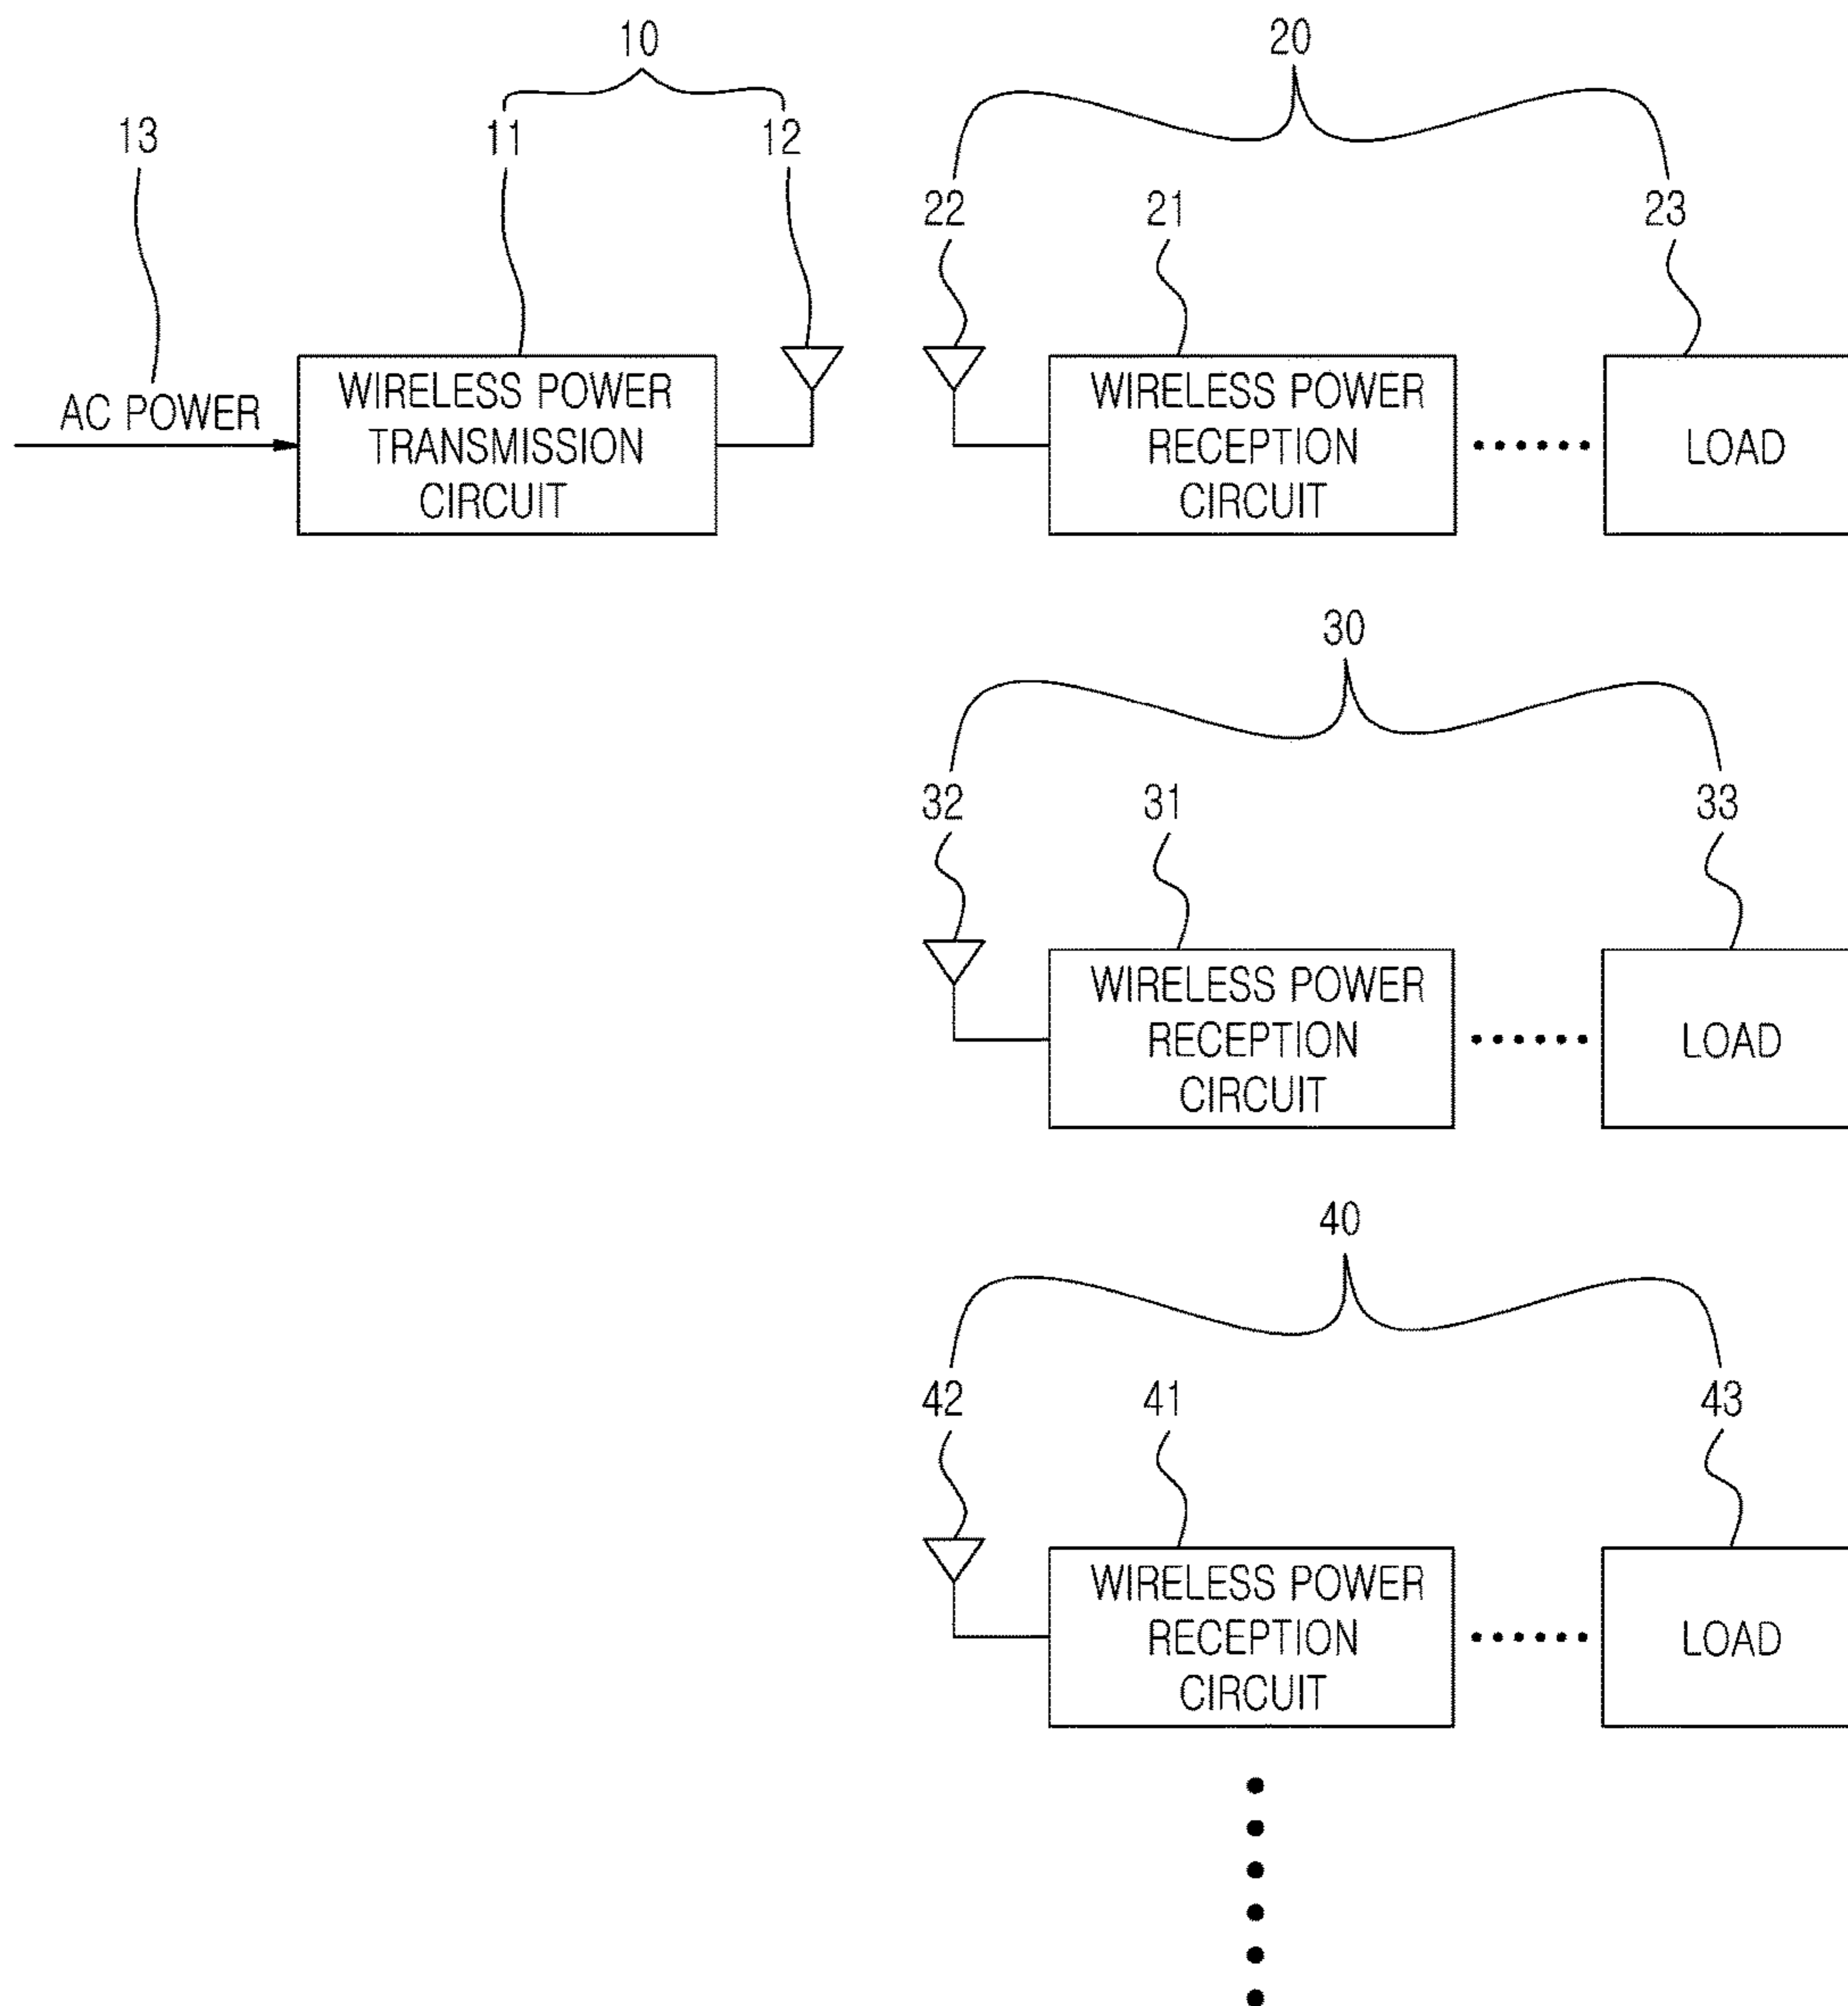 10
20
13
11
12
22
21
23
AC POWER
WIRELESS POWER
TRANSMISSION
CIRCUIT
WIRELESS POWER
RECEPTION
CIRCUIT
LOAD
30
32
31
33
WIRELESS POWER
RECEPTION
CIRCUIT
LOAD
40
42
41
43
WIRELESS POWER
RECEPTION
CIRCUIT
LOAD